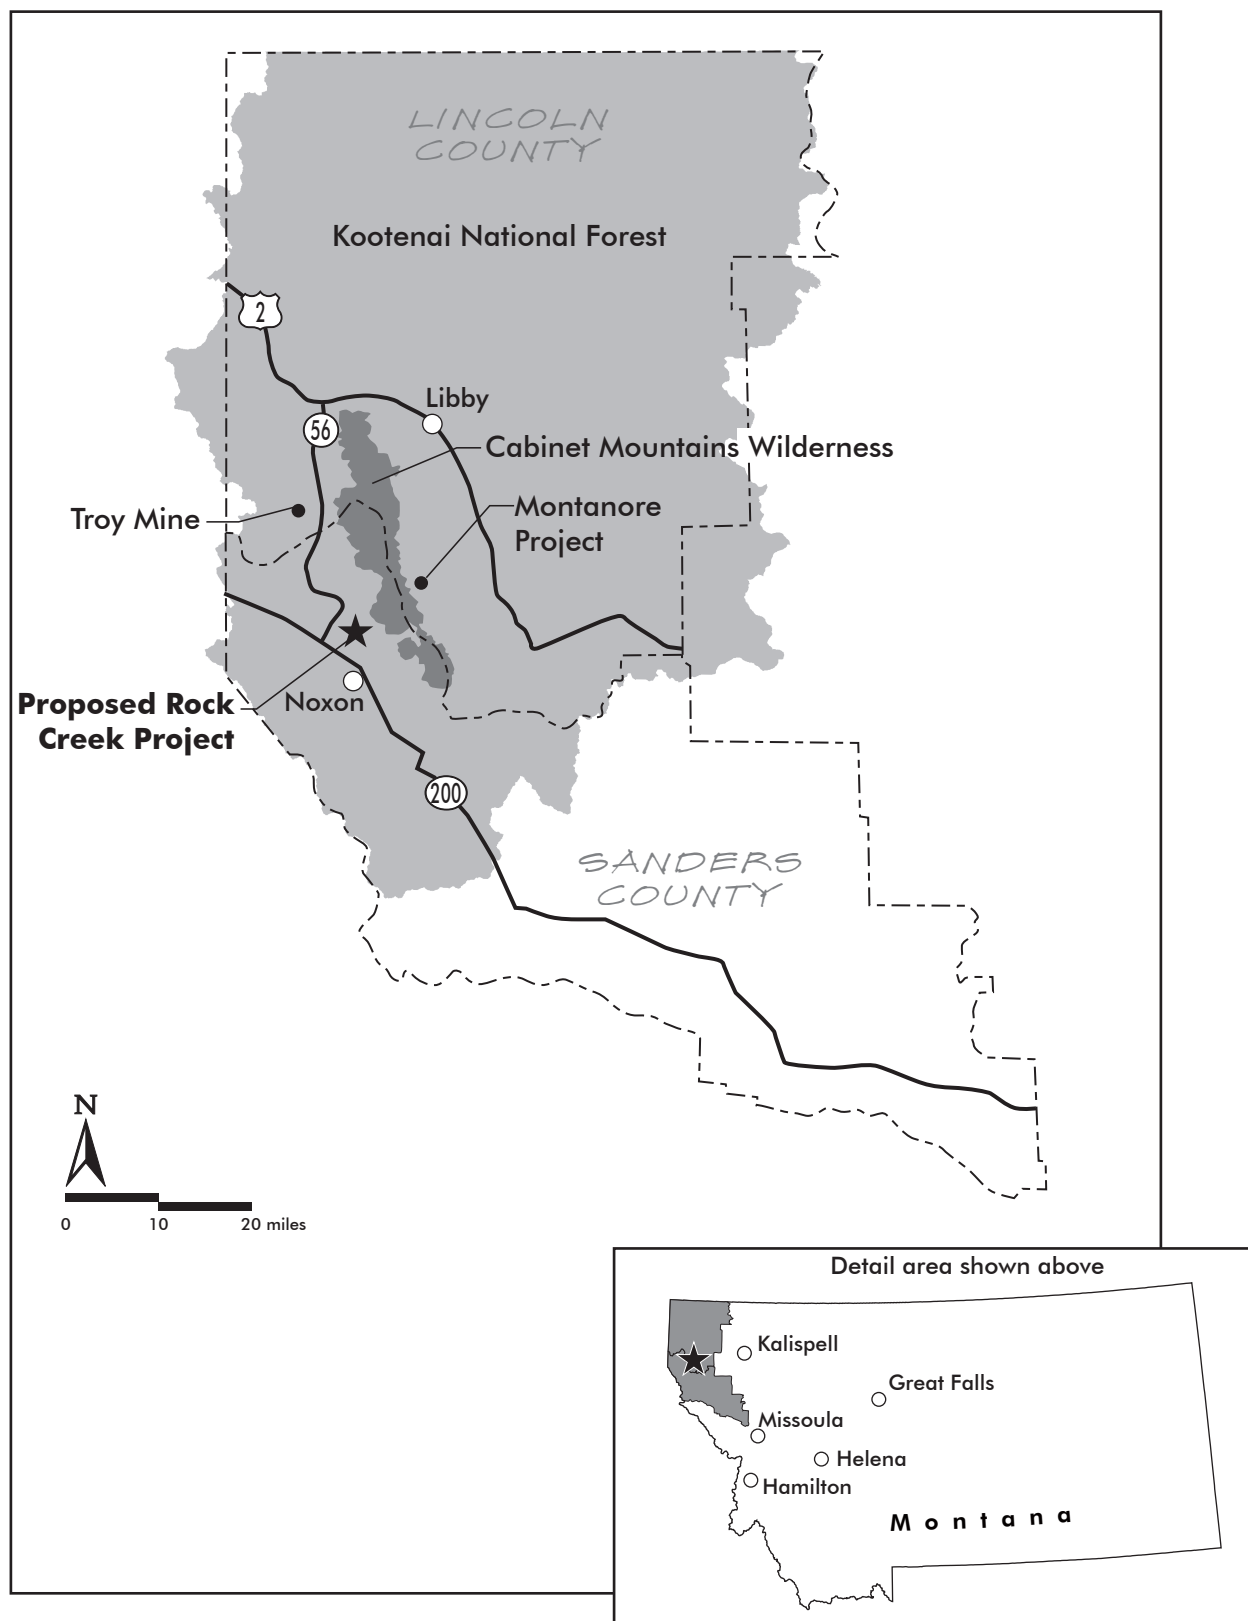 LINCOLN
COUNTY
Kootenai National Forest
2
Libby
56
Cabinet Mountains Wilderness
Montanore
Project
Troy Mine
Proposed Rock
Creek Project
Noxon
200
SANDERS
COUNTY
N
0 10 20 miles
Detail area shown above
Kalispell
Great Falls
Missoula
Helena
Hamilton
Montana